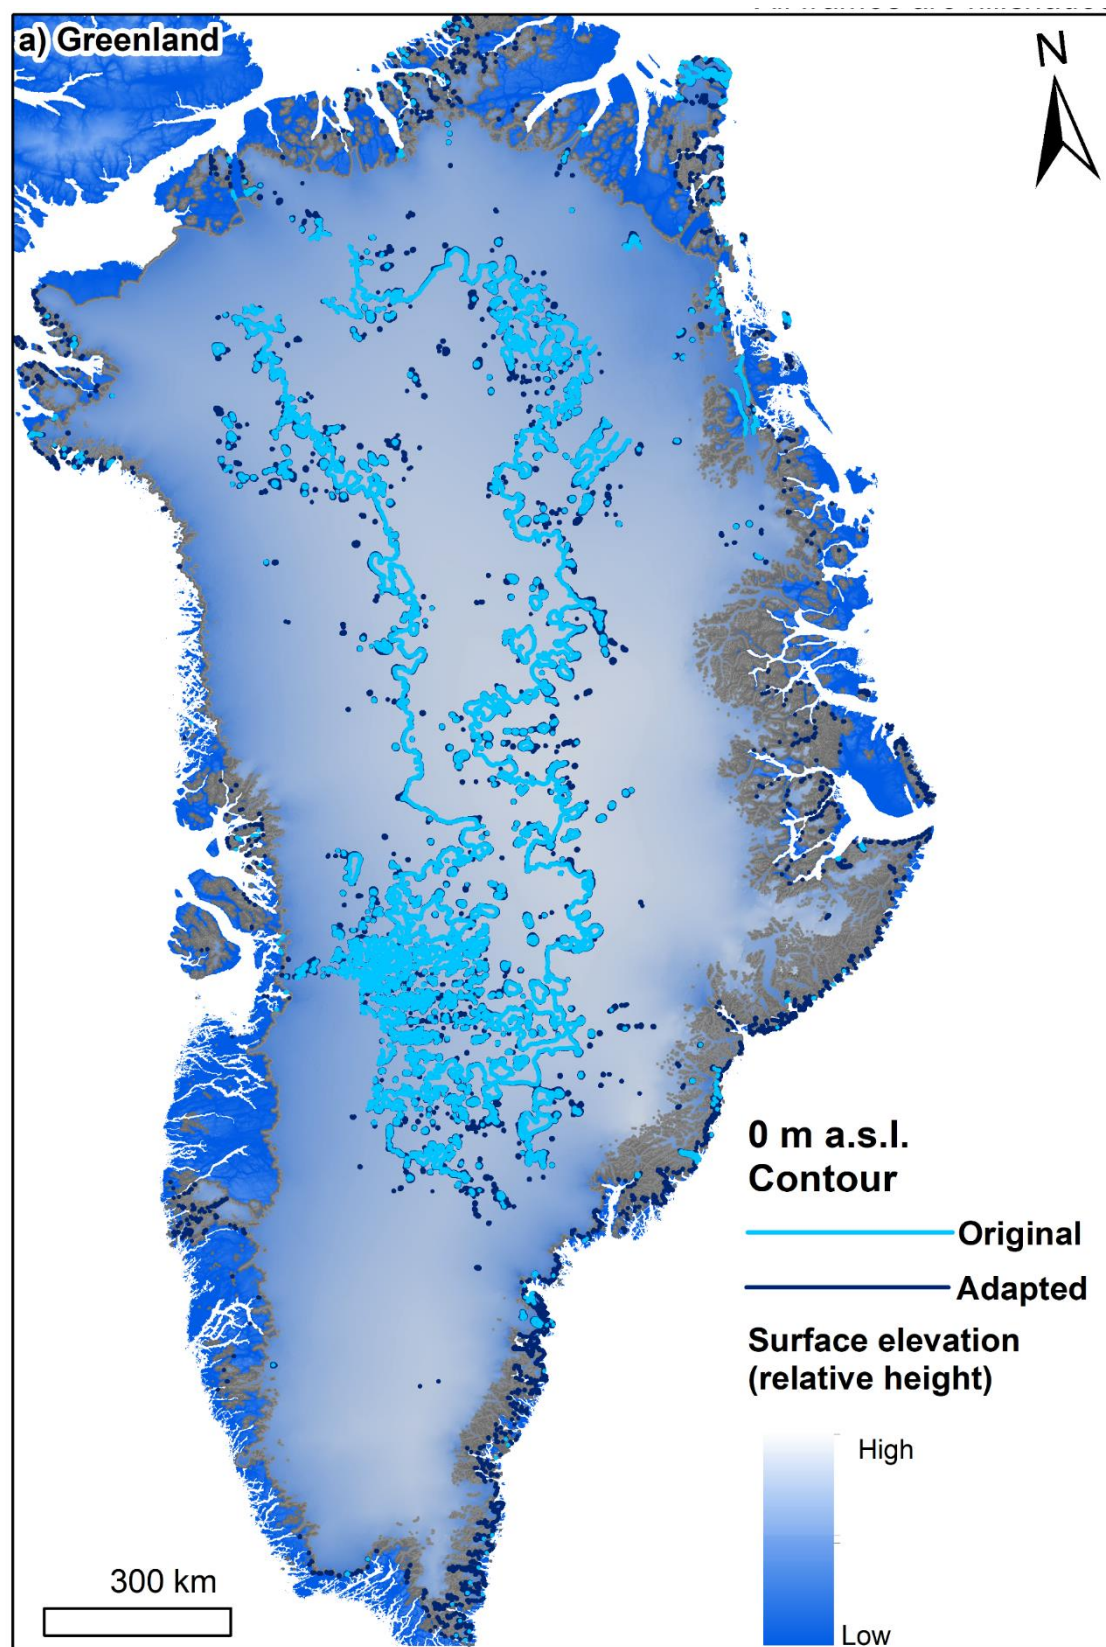 a) Greenland
N
0 m a.s.l.
Contour
Original
Adapted
Surface elevation
(relative height)
High
Low
300 km